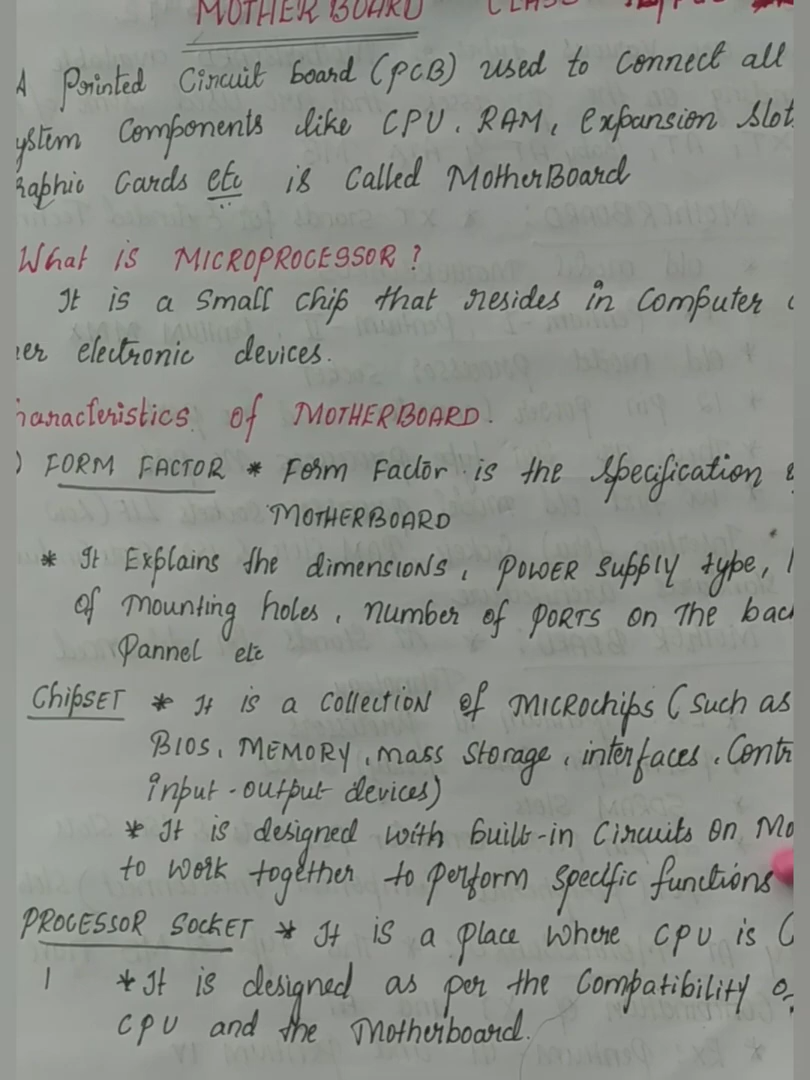 MOTHER BOARD
A Printed Circuit board (PCB) used to Connect all
ystem Components like CPU, RAM, Expansion Slot
raphic Cards etc is Called MotherBoard
What is MICROPROCESSOR?
It is a small chip that resides in Computer
er electronic devices.
haracteristics of MOTHERBOARD.
) FORM FACTOR * Form Factor is the Specification
MOTHERBOARD
* It Explains the dimensions, POWER Supply type,
of Mounting holes, number of PORTS on The back
Pannel etc
ChipSET * It is a Collection of MICROchips (such as
BIOS, MEMORY, mass Storage, interfaces, Contr
input-output devices)
* It is designed with built-in Circuits on Mo
to work together to perform specific functions
PROCESSOR SOCKET * It is a place where CPU is C
1 * It is designed as per the Compatibility
CPU and the Motherboard.